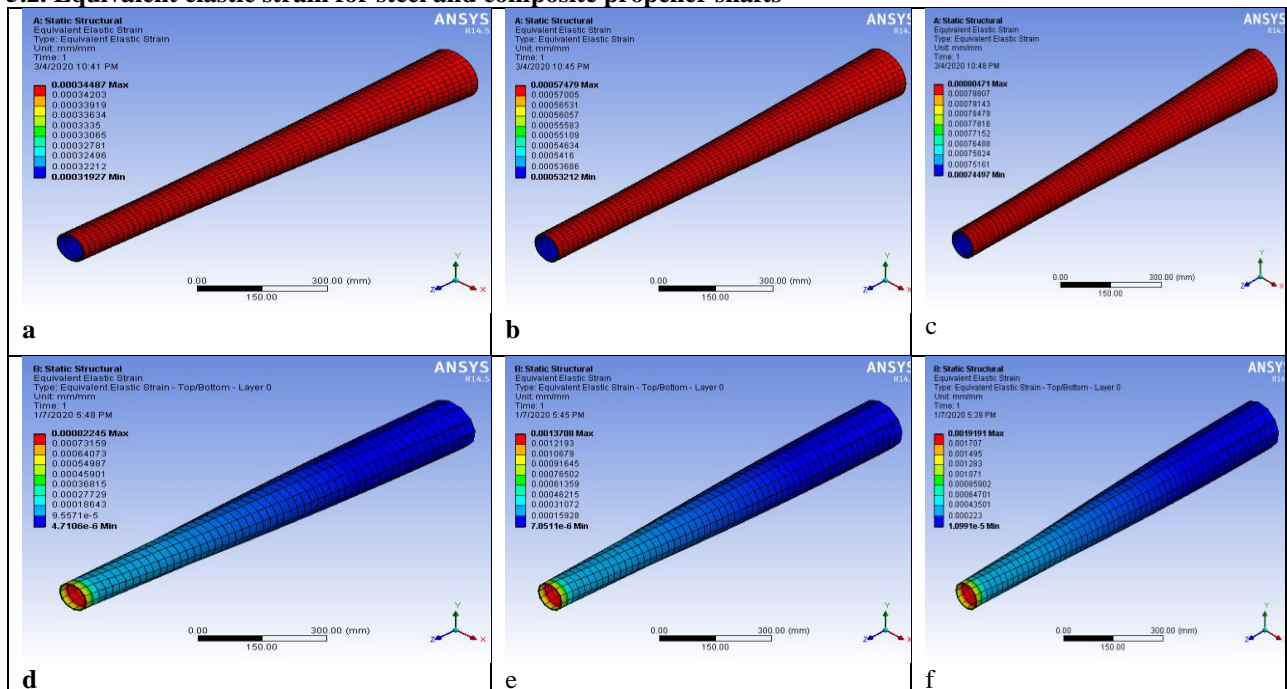 3.2. Equivalent elastic strain for steel and composite propeller shafts
A: Static Structural
Equivalent Elastic Strain
Type: Equivalent Elastic Strain
Unit: mm/mm
Time: 1
3/4/2020 10:41 PM
0.00034487 Max
0.00034203
0.00033919
0.00033634
0.0003335
0.00033065
0.00032781
0.00032496
0.00032212
0.00031927 Min
ANSYS
R14.5
0.00
300.00 (mm)
150.00
Y
Z
X
a
A: Static Structural
Equivalent Elastic Strain
Type: Equivalent Elastic Strain
Unit: mm/mm
Time: 1
3/4/2020 10:45 PM
0.00057479 Max
0.00057005
0.00056531
0.00056057
0.00055583
0.00055109
0.00054634
0.0005416
0.00053686
0.00053212 Min
ANSYS
R14.5
0.00
300.00 (mm)
150.00
Y
Z
X
b
A: Static Structural
Equivalent Elastic Strain
Type: Equivalent Elastic Strain
Unit: mm/mm
Time: 1
3/4/2020 10:48 PM
0.00080471 Max
0.00079807
0.00079143
0.00078479
0.00077816
0.00077152
0.00076488
0.00075824
0.00075161
0.00074497 Min
ANSYS
R14.5
0.00
300.00 (mm)
150.00
Y
Z
X
c
B: Static Structural
Equivalent Elastic Strain
Type: Equivalent Elastic Strain - Top/Bottom - Layer 0
Unit: mm/mm
Time: 1
1/7/2020 5:48 PM
0.00082245 Max
0.00073159
0.00064073
0.00054987
0.00045901
0.00036815
0.00027729
0.00018643
9.5571e-5
4.7106e-6 Min
ANSYS
R14.5
0.00
300.00 (mm)
150.00
Y
Z
X
d
B: Static Structural
Equivalent Elastic Strain
Type: Equivalent Elastic Strain - Top/Bottom - Layer 0
Unit: mm/mm
Time: 1
1/7/2020 5:45 PM
0.0013708 Max
0.0012193
0.0010679
0.00091645
0.00076502
0.00061359
0.00046215
0.00031072
0.00015928
7.8511e-6 Min
ANSYS
R14.5
0.00
300.00 (mm)
150.00
Y
Z
X
e
B: Static Structural
Equivalent Elastic Strain
Type: Equivalent Elastic Strain - Top/Bottom - Layer 0
Unit: mm/mm
Time: 1
1/7/2020 5:39 PM
0.0019191 Max
0.001707
0.001495
0.001283
0.001071
0.00085902
0.00064701
0.00043501
0.000223
1.0991e-5 Min
ANSYS
R14
0.00
300.00 (mm)
150.00
Y
Z
X
f